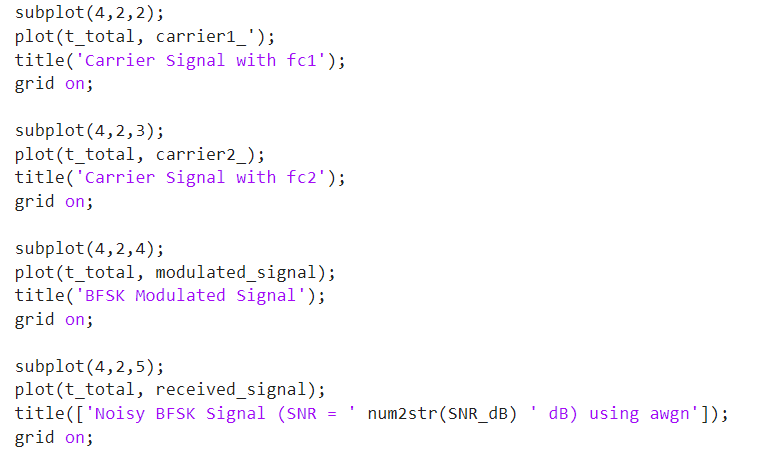 subplot(4,2,2);
plot(t_total, carrier1_');
title('Carrier Signal with fc1');
grid on;
subplot(4,2,3);
plot(t_total, carrier2_);
title('Carrier Signal with fc2');
grid on;
subplot(4,2,4);
plot(t_total, modulated_signal);
title('BFSK Modulated Signal');
grid on;
subplot(4,2,5);
plot(t_total, received_signal);
title(['Noisy BFSK Signal (SNR = ' num2str(SNR_dB) ' dB) using awgn']);
grid on;